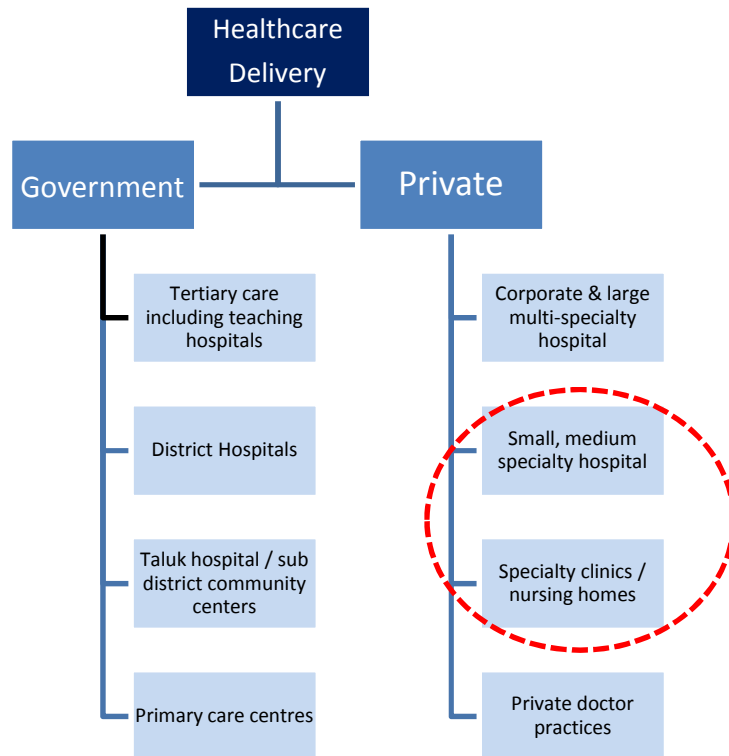 Healthcare
Delivery
Government
Private
Tertiary care
including teaching
hospitals
Corporate & large
multi-specialty
hospital
District Hospitals
Small, medium
specialty hospital
Taluk hospital / sub
district community
centers
Specialty clinics /
nursing homes
Primary care centres
Private doctor
practices